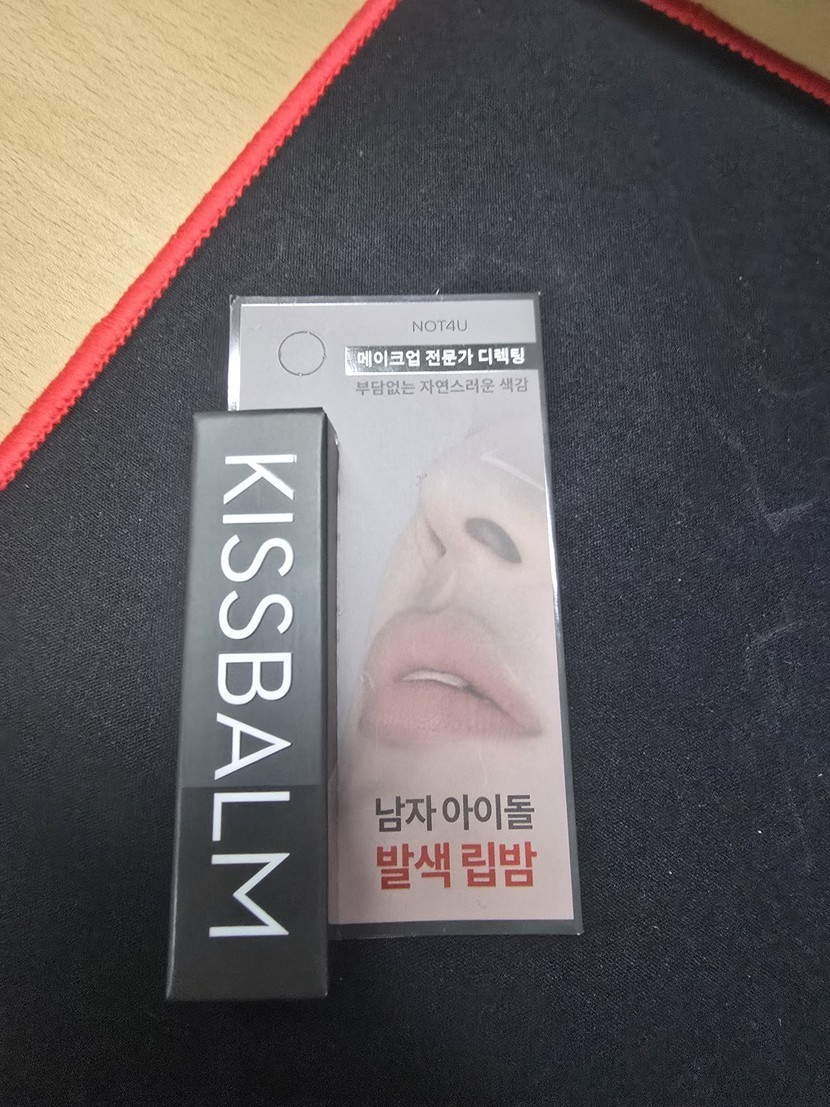 NOT4U
메이크업 전문가 디렉팅
부담없는 자연스러운 색감
KISSBALM
남자 아이돌
발색 립밤